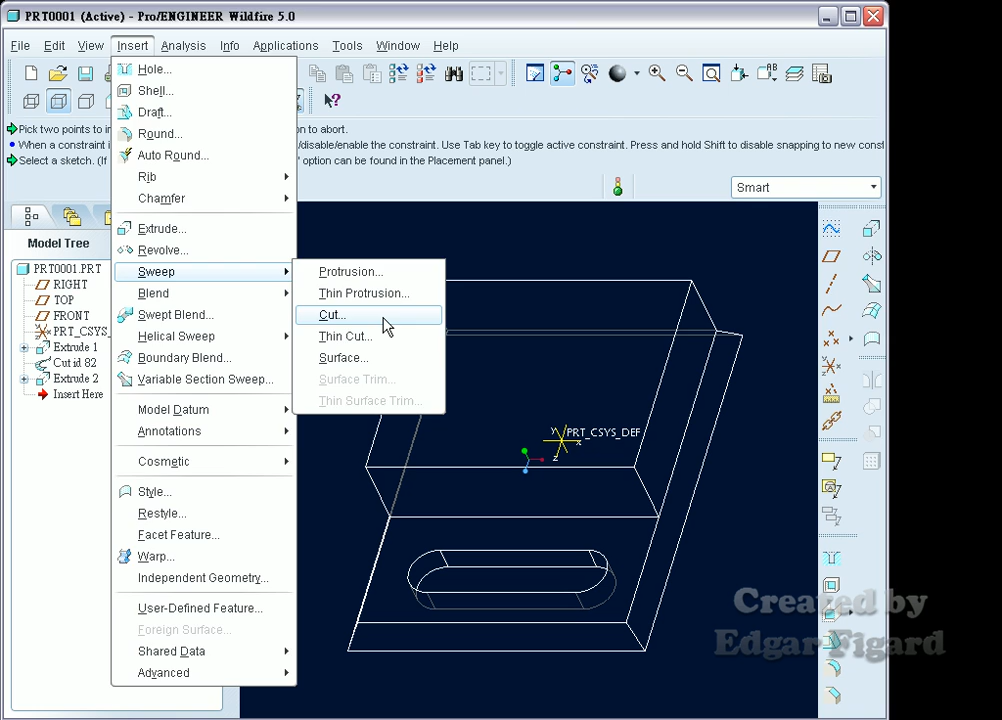 PRT0001 (Active) - Pro/ENGINEER Wildfire 5.0
File Edit View Insert Analysis Info Applications Tools Window Help
Pick two points to in
n to abort.
When a constraint i
/disable/enable the constraint. Use Tab key to toggle active constraint. Press and hold Shift to disable snapping to new const
Select a sketch. (If
" option can be found in the Placement panel.)
Smart
Model Tree
PRT0001.PRT
RIGHT
TOP
FRONT
PRT_CSYS_
Extrude 1
Cut id 82
Extrude 2
Insert Here
Hole...
Shell...
Draft...
Round...
Auto Round...
Rib
Chamfer
Extrude...
Revolve...
Sweep
Blend
Swept Blend...
Helical Sweep
Boundary Blend...
Variable Section Sweep...
Model Datum
Annotations
Cosmetic
Style...
Restyle...
Facet Feature...
Warp...
Independent Geometry...
User-Defined Feature...
Foreign Surface...
Shared Data
Advanced
Protrusion...
Thin Protrusion...
Cut...
Thin Cut...
Surface...
Surface Trim...
Thin Surface Trim...
PRT_CSYS_DEF
Y
X
Z
Created by
Edgar Figard